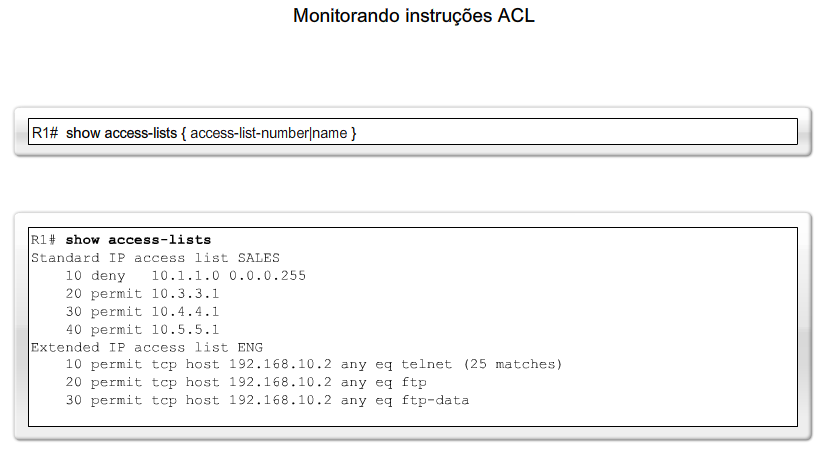 Monitorando instruções ACL
R1# show access-lists { access-list-number|name }
R1# show access-lists
Standard IP access list SALES
10 deny 10.1.1.0 0.0.0.255
20 permit 10.3.3.1
30 permit 10.4.4.1
40 permit 10.5.5.1
Extended IP access list ENG
10 permit tcp host 192.168.10.2 any eq telnet (25 matches)
20 permit tcp host 192.168.10.2 any eq ftp
30 permit tcp host 192.168.10.2 any eq ftp-data